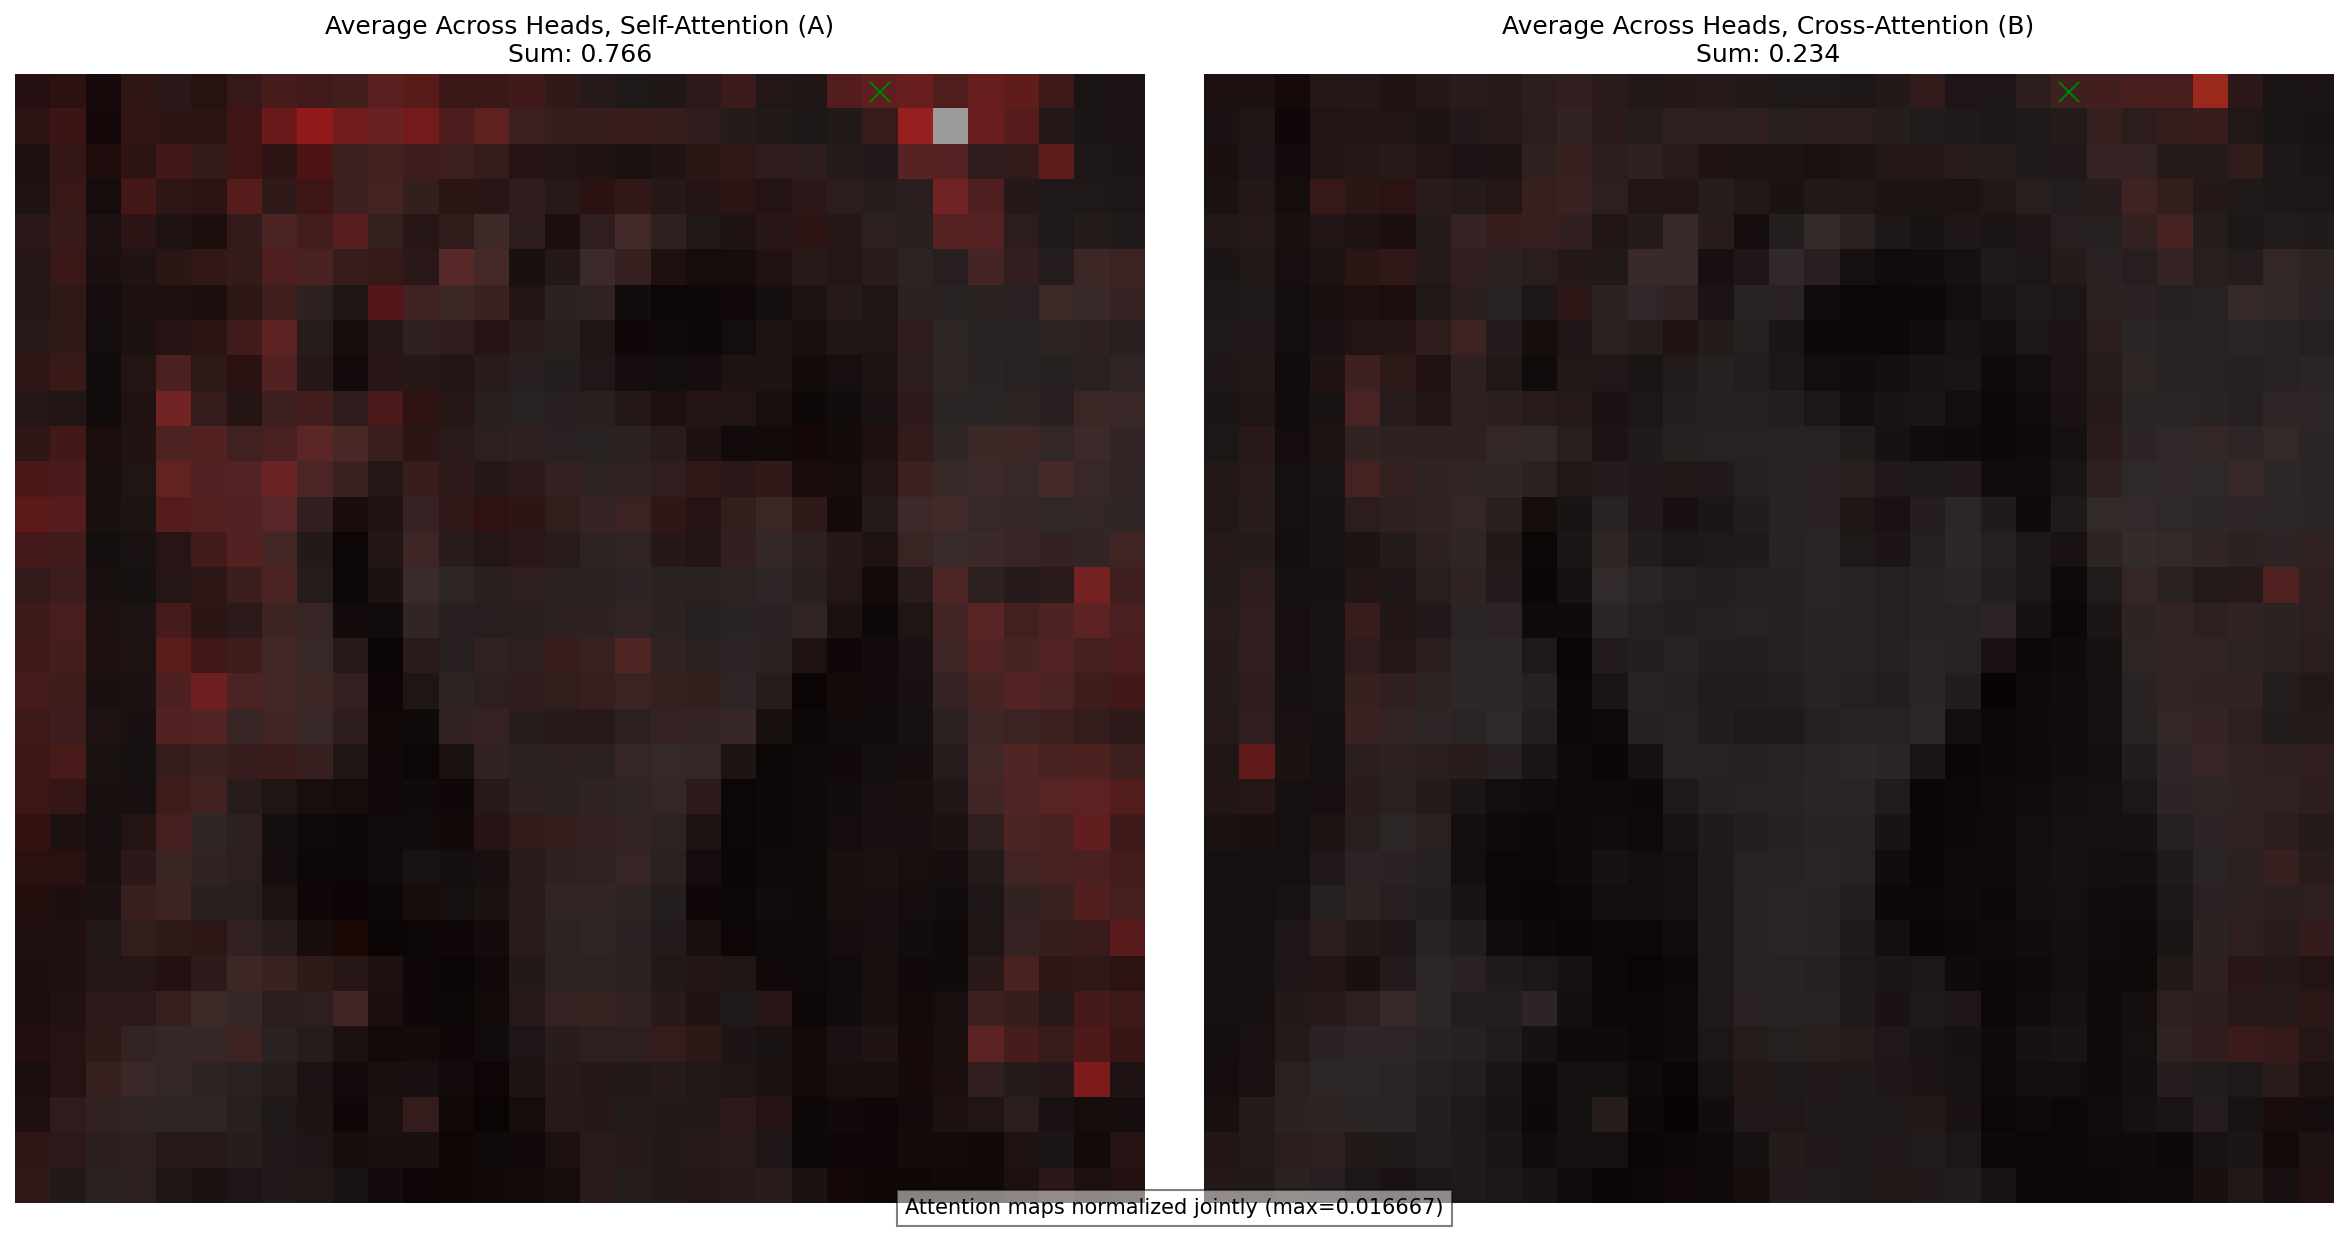 Average Across Heads, Self-Attention (A)
Sum: 0.766
Average Across Heads, Cross-Attention (B)
Sum: 0.234
Attention maps normalized jointly (max=0.016667)